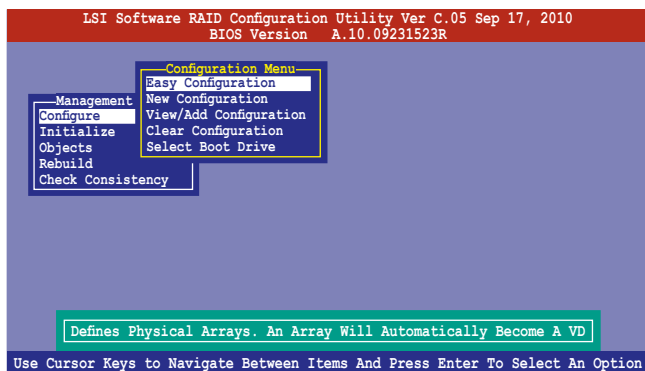 LSI Software RAID Configuration Utility Ver C.05 Sep 17, 2010
BIOS Version A.10.09231523R
Configuration Menu
Easy Configuration
New Configuration
View/Add Configuration
Clear Configuration
Select Boot Drive
Management
Configure
Initialize
Objects
Rebuild
Check Consistency
Defines Physical Arrays. An Array Will Automatically Become A VD
Use Cursor Keys to Navigate Between Items And Press Enter To Select An Option